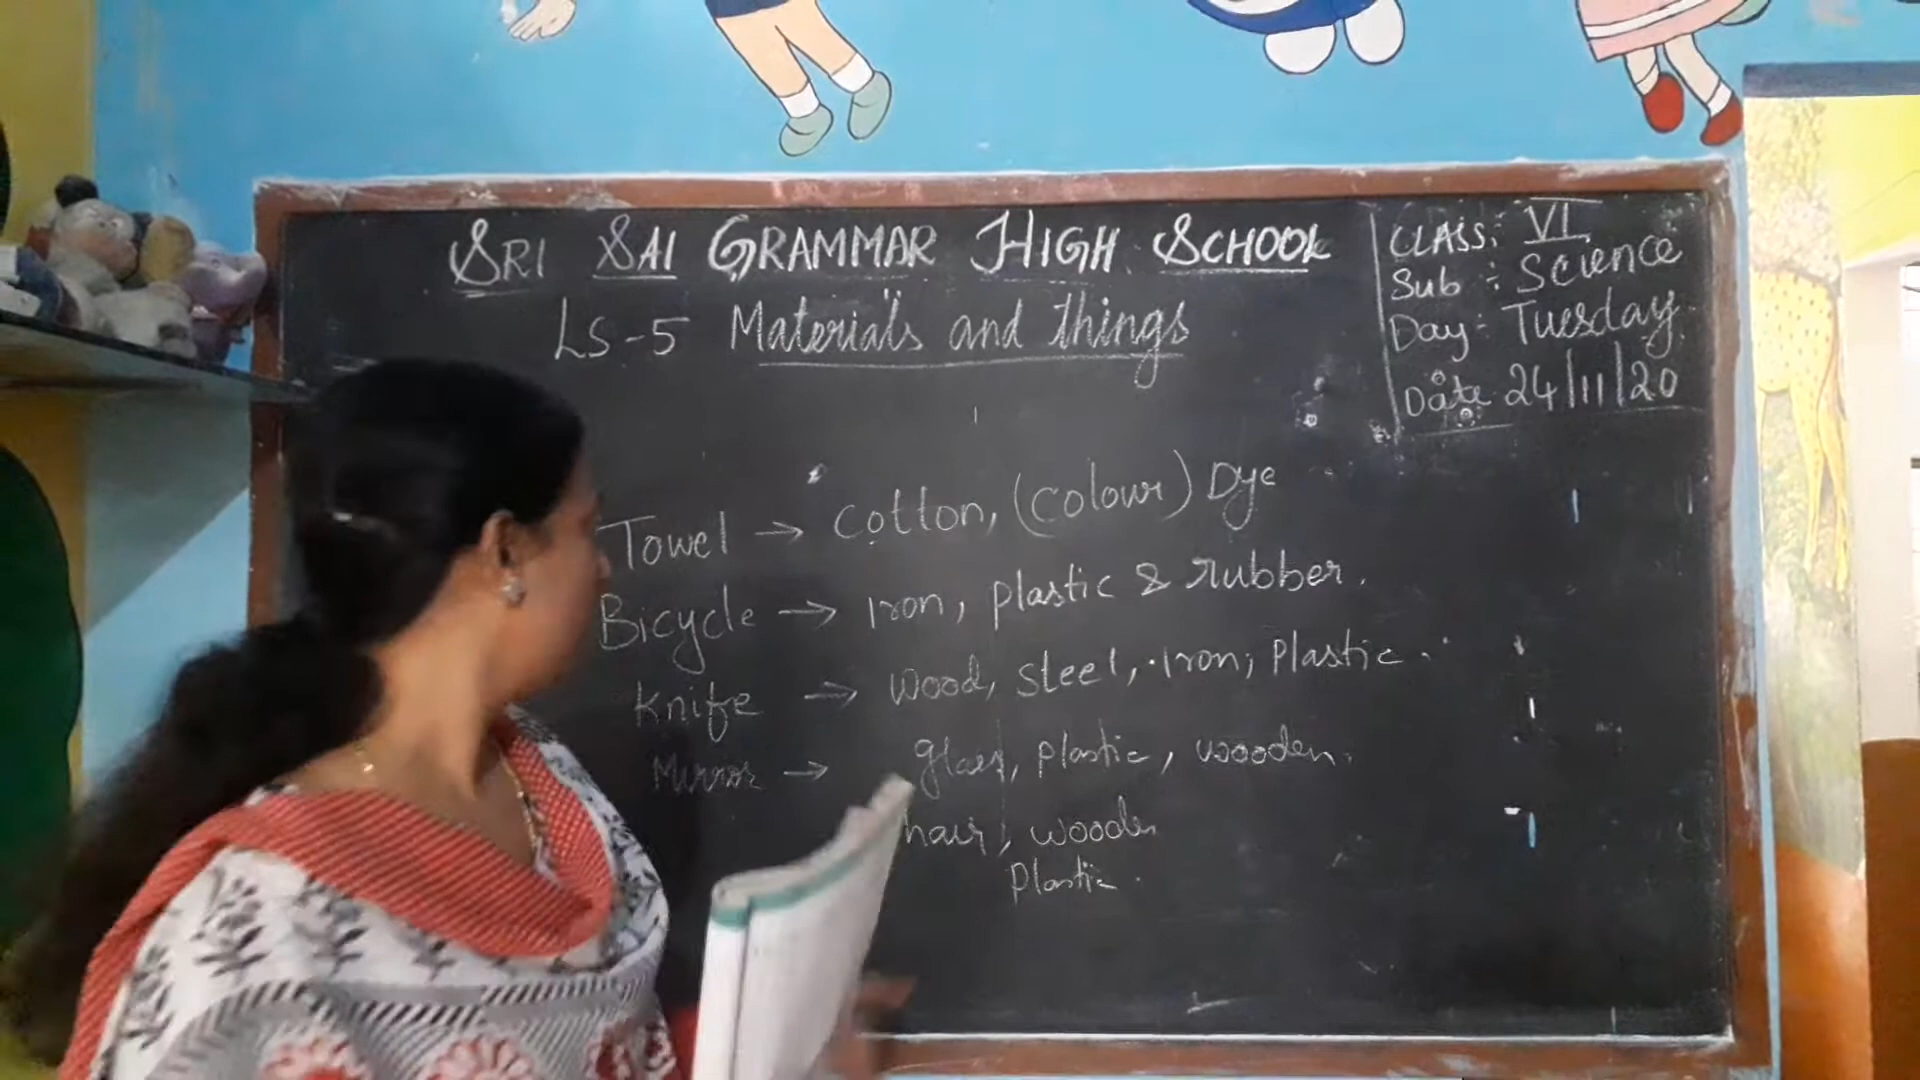 SRI SAI GRAMMAR HIGH SCHOOL
LS-5 Materials and things
CLASS: VI
Sub : Science
Day : Tuesday
Date 24/11/20
Towel → Cotton, (Colour) Dye
Bicycle → Iron, plastic & rubber.
Knife → Wood, Steel, Iron, Plastic.
Mirror → glass, plastic, wooden.
hair, wooden
plastic.